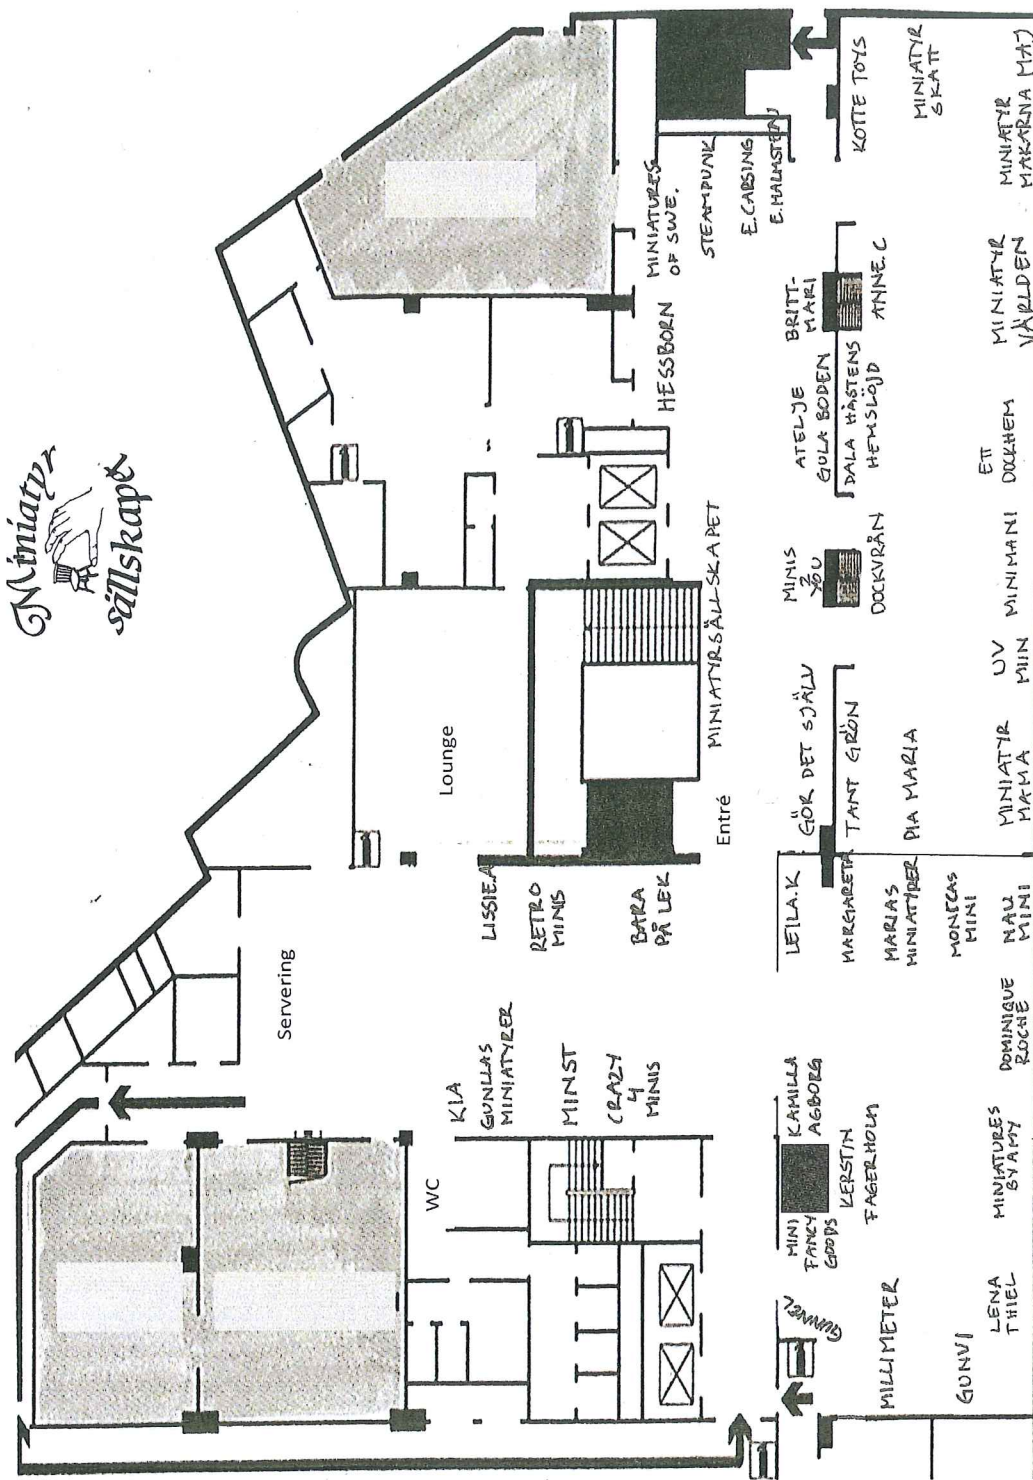 Miniatyr
sällskapet
Servering
Lounge
WC
Entré
KIA
GUNILLAS
MINIATYRER
MINST
CRAZY
4
MINIS
LISSIE.A
RETRO
MINIS
BARA
PÅ LEK
MINIATYRSÄLLSKAPET
HESSBORN
MINIATURES
OF SWE.
STEAMPUNK
E.CARSING
E.HALMSTEN
GUNNEL
MINI
FANCY
GOODS
KAMILLA
AGBORG
KERSTIN
FAGERHOLM
LEILA.K
GÖR DET SJÄLV
MINIS
2
YOU
ATELJE
GULA BODEN
BRITT-
MARI
KOTTE TOYS
MILLIMETER
MARGARETA
TANT GRÖN
DOCKVRÅN
DALA HÄSTENS
HEMSLÖJD
ANNE.C
MARIAS
MINIATYRER
PIA MARIA
MINIATYR
SKATT
GUNVI
MONICAS
MINI
LENA
THIEL
MINIATURES
BY AMY
DOMINIQUE
ROCHE
MAU
MINI
MINIATYR
MAMA
MINIMANI
ETT
DOCKHEM
MINIATYR
VÄRLDEN
MINIATYR
MAKARNA MAJ